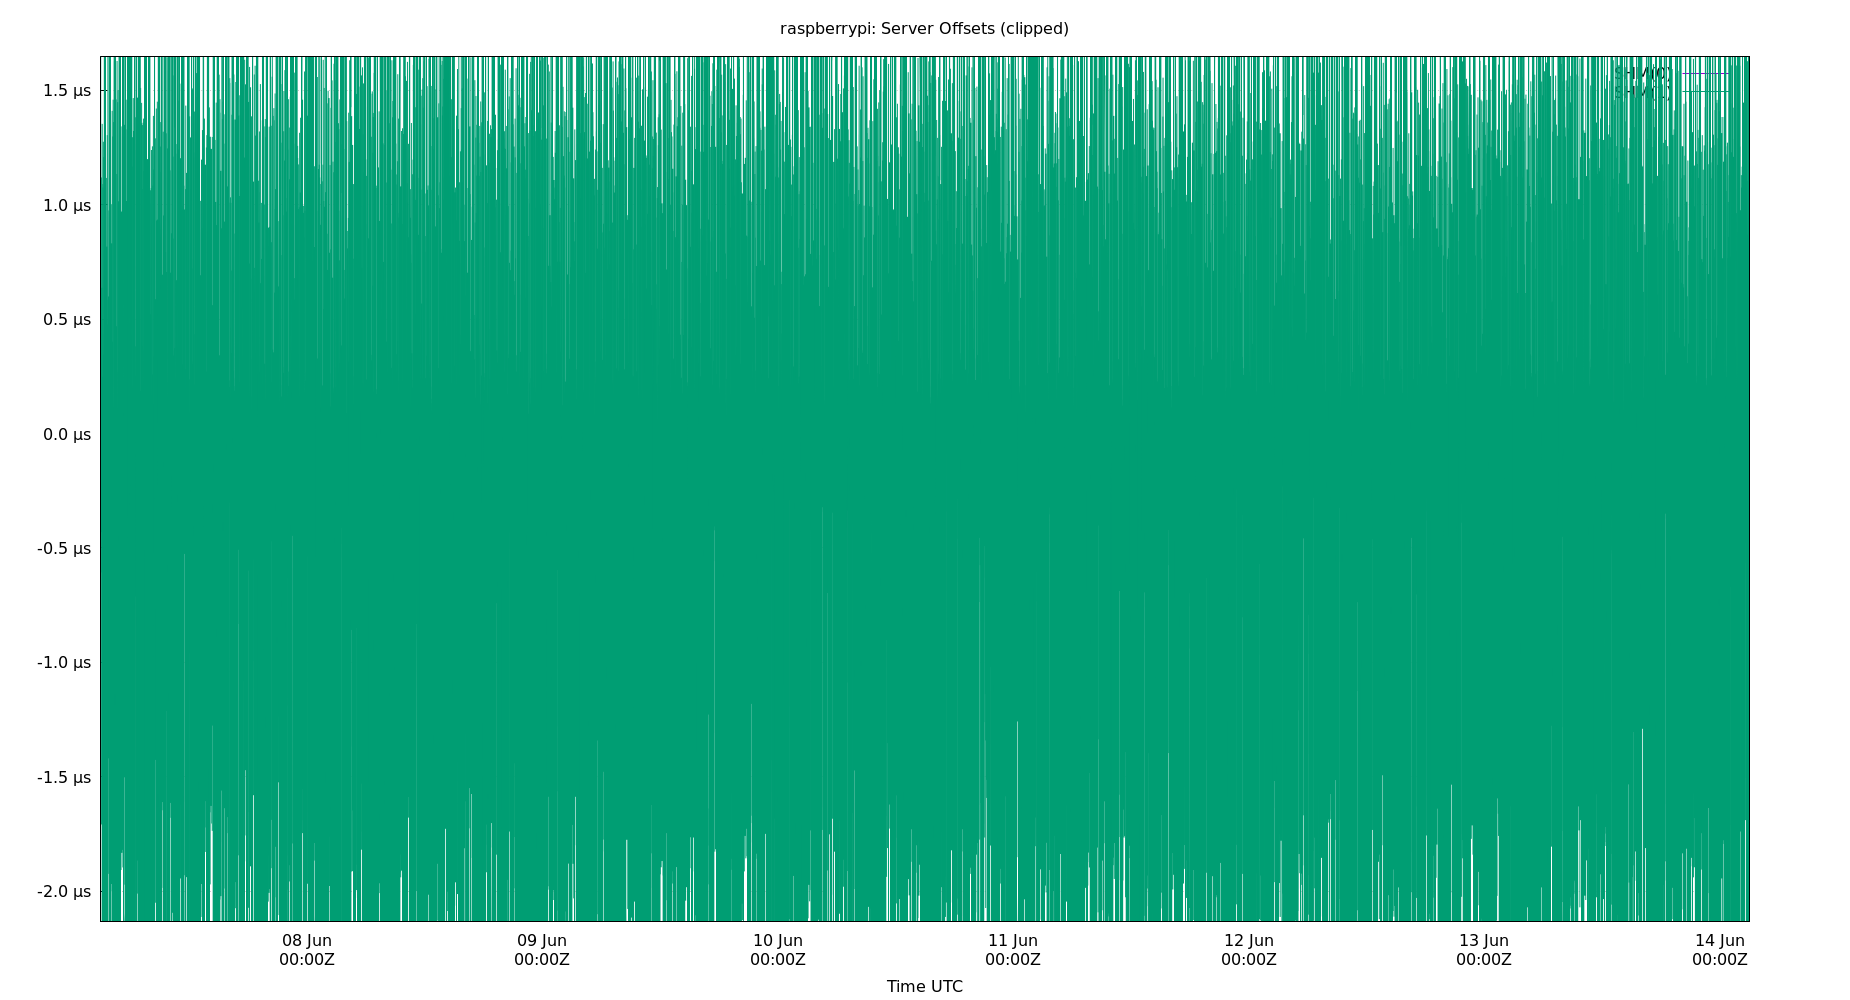 raspberrypi: Server Offsets (clipped)
SHM(0)
1.5 µs
1.0 µs
0.5 µs
0.0 µs
-0.5 µs
-1.0 µs
-1.5 µs
-2.0 µs
08 Jun 09 Jun 10 Jun 11 Jun 12 Jun 13 Jun 14 Jun
00:00Z 00:00Z 00:00Z 00:00Z 00:00Z 00:00Z 00:00Z
Time UTC